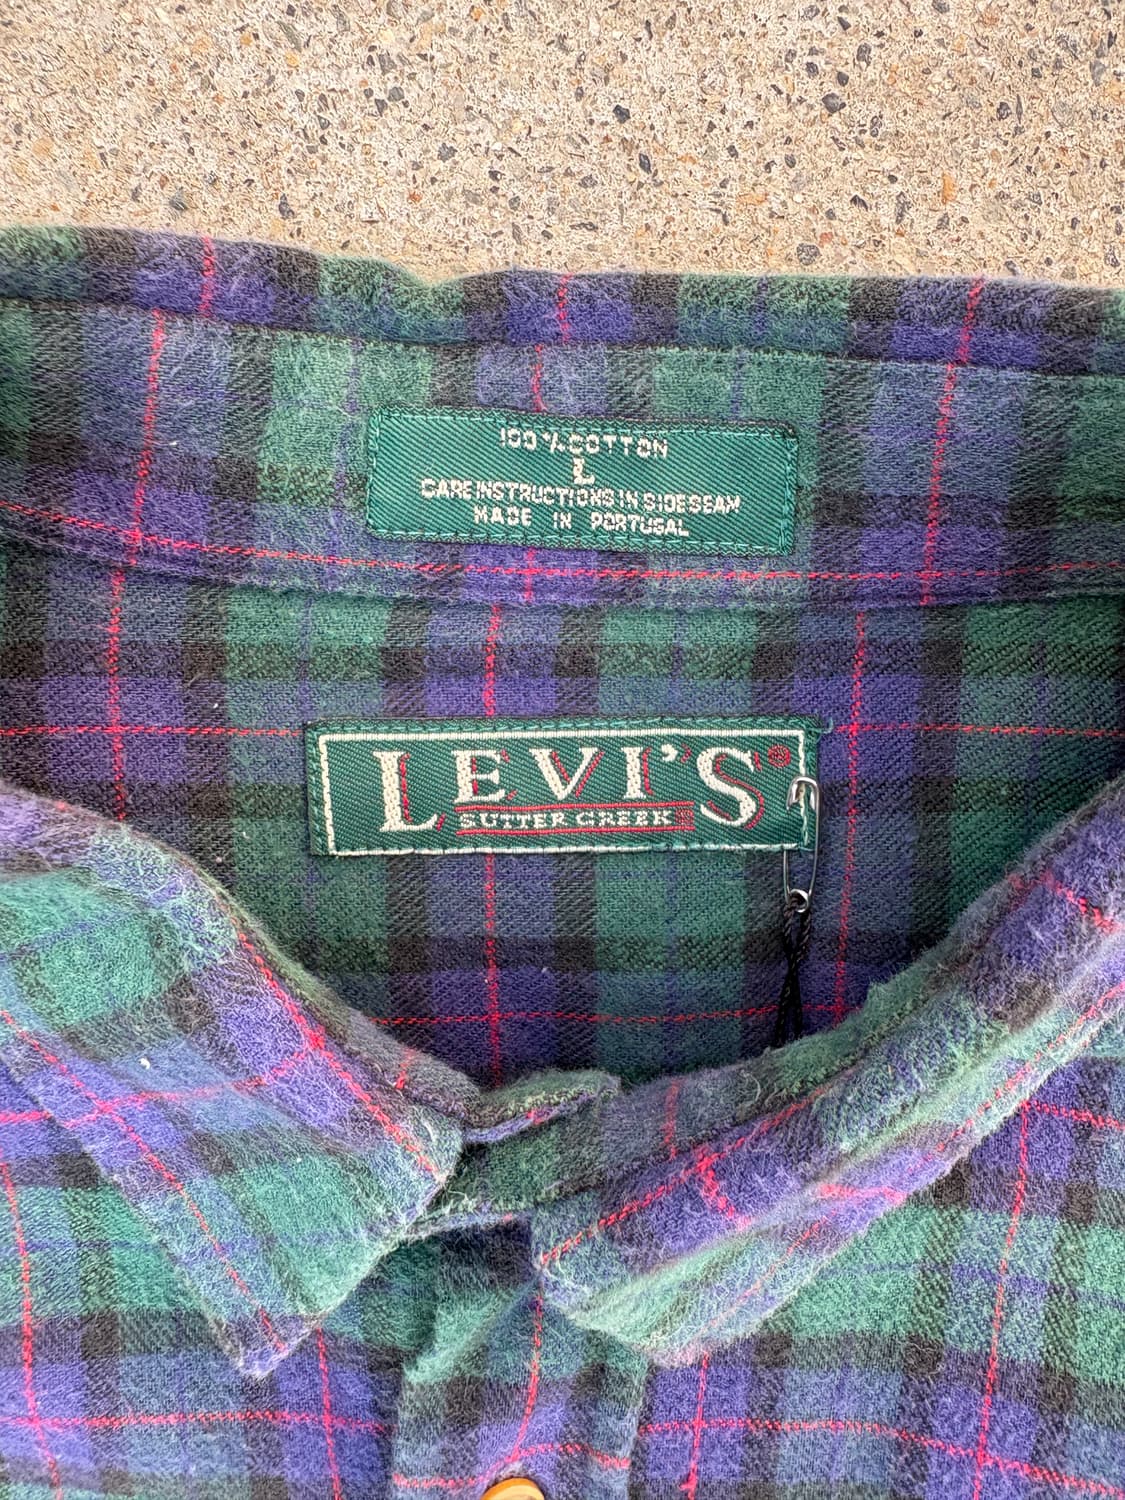 100% COTTON
L
CARE INSTRUCTIONS IN SIDESEAM
MADE IN PORTUGAL
LEVI'S®
SUTTER CREEK